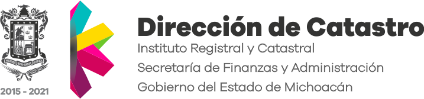 Dirección de Catastro
Instituto Registral y Catastral
Secretaría de Finanzas y Administración
Gobierno del Estado de Michoacán
2015 - 2021